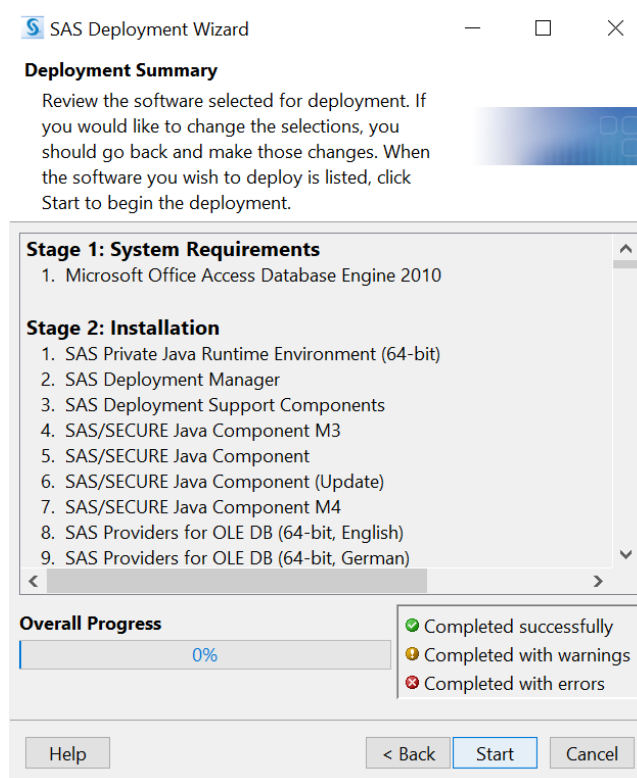 SAS Deployment Wizard
Deployment Summary
Review the software selected for deployment. If
you would like to change the selections, you
should go back and make those changes. When
the software you wish to deploy is listed, click
Start to begin the deployment.
Stage 1: System Requirements
1. Microsoft Office Access Database Engine 2010
Stage 2: Installation
1. SAS Private Java Runtime Environment (64-bit)
2. SAS Deployment Manager
3. SAS Deployment Support Components
4. SAS/SECURE Java Component M3
5. SAS/SECURE Java Component
6. SAS/SECURE Java Component (Update)
7. SAS/SECURE Java Component M4
8. SAS Providers for OLE DB (64-bit, English)
9. SAS Providers for OLE DB (64-bit, German)
Overall Progress
0%
Completed successfully
Completed with warnings
Completed with errors
Help
< Back
Start
Cancel